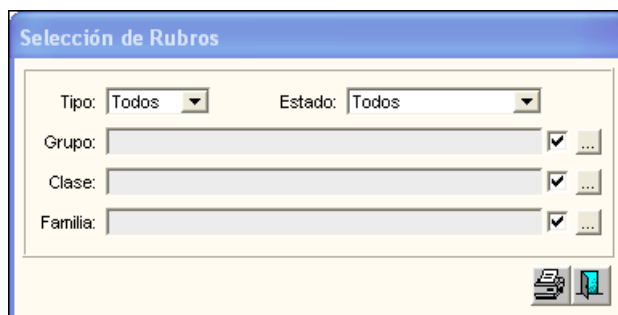 Selección de Rubros
Tipo: Todos Estado: Todos
Grupo: ...
Clase: ...
Familia: ...